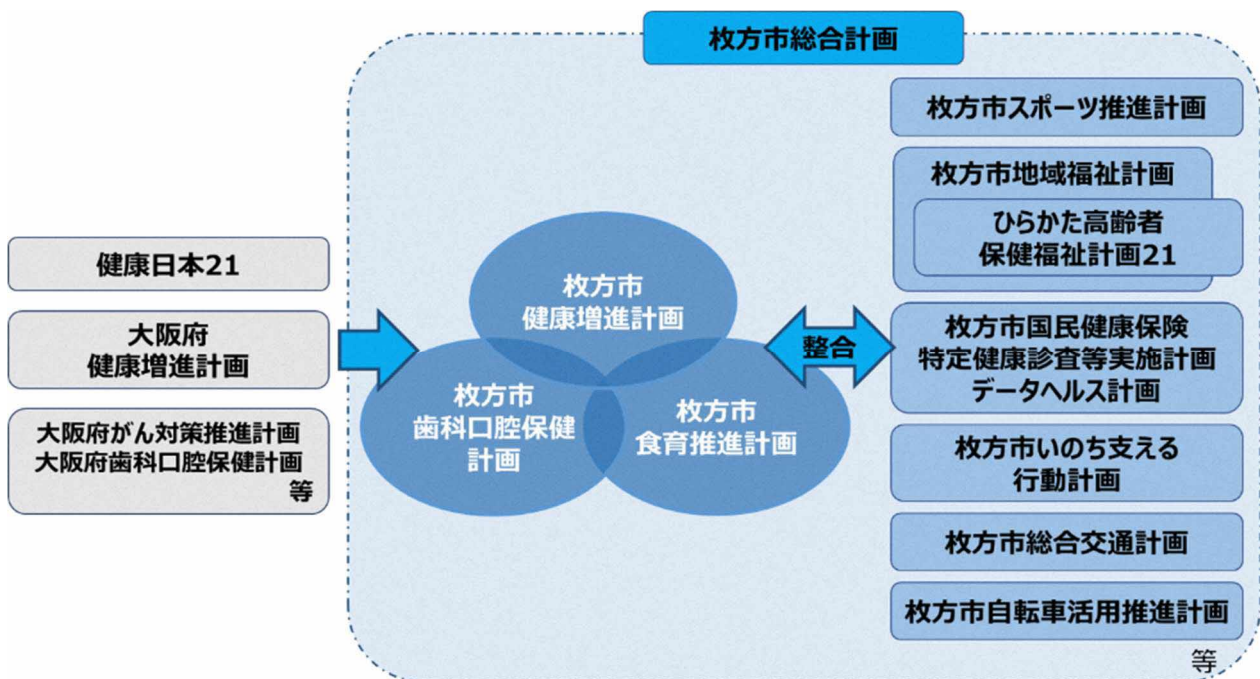 枚方市総合計画
健康日本21
大阪府
健康増進計画
大阪府がん対策推進計画
大阪府歯科口腔保健計画
等
枚方市
健康増進計画
枚方市
歯科口腔保健
計画
枚方市
食育推進計画
整合
枚方市スポーツ推進計画
枚方市地域福祉計画
ひらかた高齢者
保健福祉計画21
枚方市国民健康保険
特定健康診査等実施計画
データヘルス計画
枚方市いのち支える
行動計画
枚方市総合交通計画
枚方市自転車活用推進計画
等